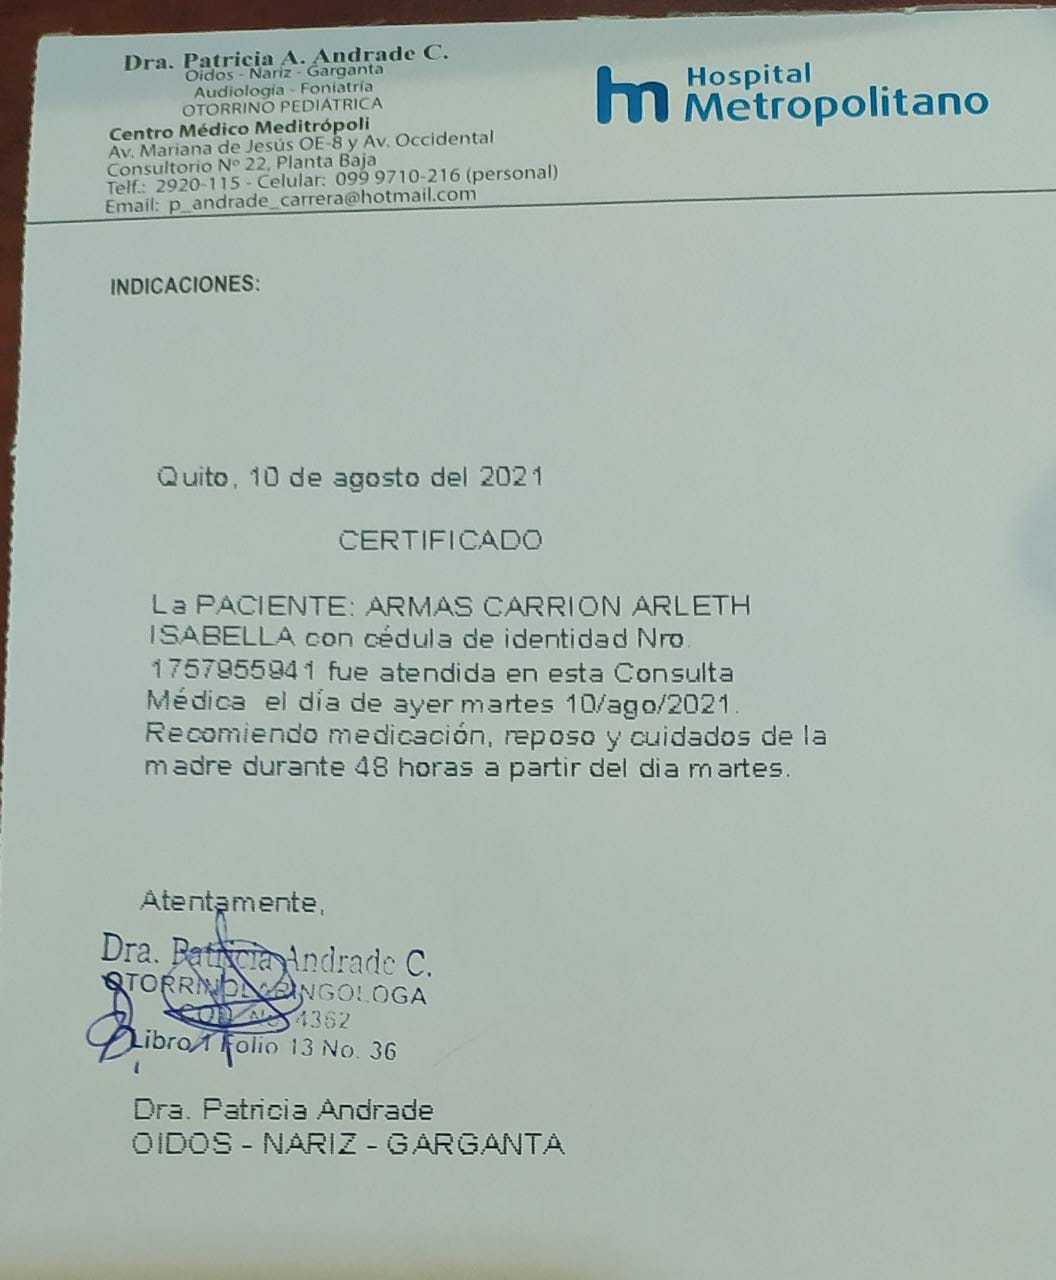 Dra. Patricia A. Andrade C.
Oidos - Nariz - Garganta
Audiología - Foniatría
OTORRINO PEDIÁTRICA
Centro Médico Meditrópoli
Av. Mariana de Jesús OE-8 y Av. Occidental
Consultorio Nº 22, Planta Baja
Telf.: 2920-115 - Celular: 099 9710-216 (personal)
Email: p_andrade_carrera@hotmail.com
hm Hospital
Metropolitano
INDICACIONES:
Quito, 10 de agosto del 2021
CERTIFICADO
La PACIENTE: ARMAS CARRION ARLETH
ISABELLA con cédula de identidad Nro.
1757955941 fue atendida en esta Consulta
Médica el día de ayer martes 10/ago/2021.
Recomiendo medicación, reposo y cuidados de la
madre durante 48 horas a partir del dia martes.
Atentamente,
Dra. Patricia Andrade C.
OTORRINOLARINGOLOGA
COD. No. 4362
Libro 1 Folio 13 No. 36
Dra. Patricia Andrade
OIDOS - NARIZ - GARGANTA